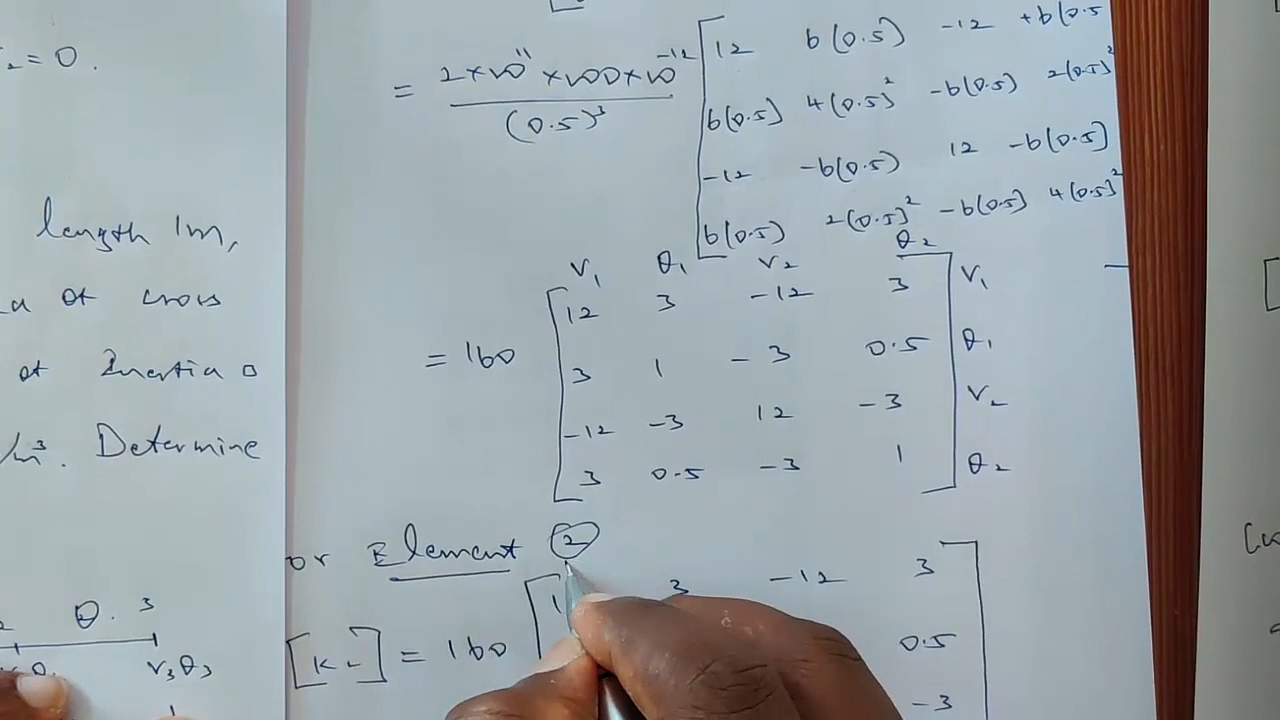 ₂ = 0.
length 1m,
of cross
of Inertia
/m³. Determine
θ. 3
v₃θ₃
= 2×10¹¹ ×100×10⁻¹² / (0.5)³ [ 12 6(0.5) -12 +6(0.5
6(0.5) 4(0.5)² -6(0.5) 2(0.5)²
-12 -6(0.5) 12 -6(0.5)
6(0.5) 2(0.5)² -6(0.5) 4(0.5)²
v₁ θ₁ v₂ θ₂
[ 12 3 -12 3 ] v₁
= 160 3 1 -3 0.5 θ₁
-12 -3 12 -3 v₂
3 0.5 -3 1 θ₂
or Element ②
[K₂] = 160 [ 1 3 -12 3 ]
0.5
-3